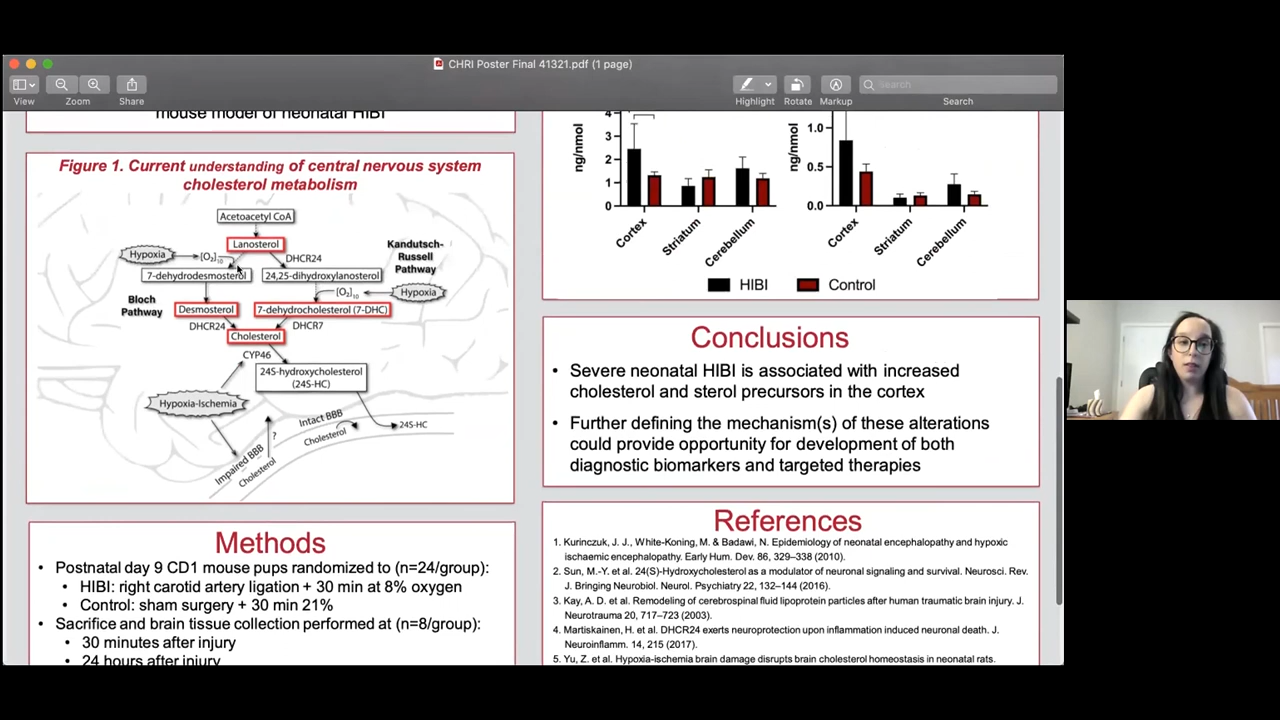 CHRI Poster Final 41321.pdf (1 page)
View
Zoom
Share
Highlight
Rotate
Markup
Search
Search
mouse model of neonatal HIBI
Figure 1. Current understanding of central nervous system
cholesterol metabolism
Acetoacetyl CoA
Lanosterol
Hypoxia
[O₂]₁₀
DHCR24
Kandutsch-
Russell
Pathway
7-dehydrodesmosterol
24,25-dihydroxylanosterol
[O₂]₁₀
Hypoxia
Bloch
Pathway
Desmosterol
7-dehydrocholesterol (7-DHC)
DHCR24
DHCR7
Cholesterol
CYP46
24S-hydroxycholesterol
(24S-HC)
Hypoxia-Ischemia
Intact BBB
Cholesterol
24S-HC
?
Impaired BBB
Cholesterol
Methods
• Postnatal day 9 CD1 mouse pups randomized to (n=24/group):
• HIBI: right carotid artery ligation + 30 min at 8% oxygen
• Control: sham surgery + 30 min 21%
• Sacrifice and brain tissue collection performed at (n=8/group):
• 30 minutes after injury
• 24 hours after injury
ng/nmol
4
3
2
1
0
Cortex
Striatum
Cerebellum
ng/nmol
1.0
0.5
0.0
Cortex
Striatum
Cerebellum
HIBI
Control
Conclusions
• Severe neonatal HIBI is associated with increased
cholesterol and sterol precursors in the cortex
• Further defining the mechanism(s) of these alterations
could provide opportunity for development of both
diagnostic biomarkers and targeted therapies
References
1. Kurinczuk, J. J., White-Koning, M. & Badawi, N. Epidemiology of neonatal encephalopathy and hypoxic
ischaemic encephalopathy. Early Hum. Dev. 86, 329–338 (2010).
2. Sun, M.-Y. et al. 24(S)-Hydroxycholesterol as a modulator of neuronal signaling and survival. Neurosci. Rev.
J. Bringing Neurobiol. Neurol. Psychiatry 22, 132–144 (2016).
3. Kay, A. D. et al. Remodeling of cerebrospinal fluid lipoprotein particles after human traumatic brain injury. J.
Neurotrauma 20, 717–723 (2003).
4. Martiskainen, H. et al. DHCR24 exerts neuroprotection upon inflammation induced neuronal death. J.
Neuroinflamm. 14, 215 (2017).
5. Yu, Z. et al. Hypoxia-ischemia brain damage disrupts brain cholesterol homeostasis in neonatal rats.